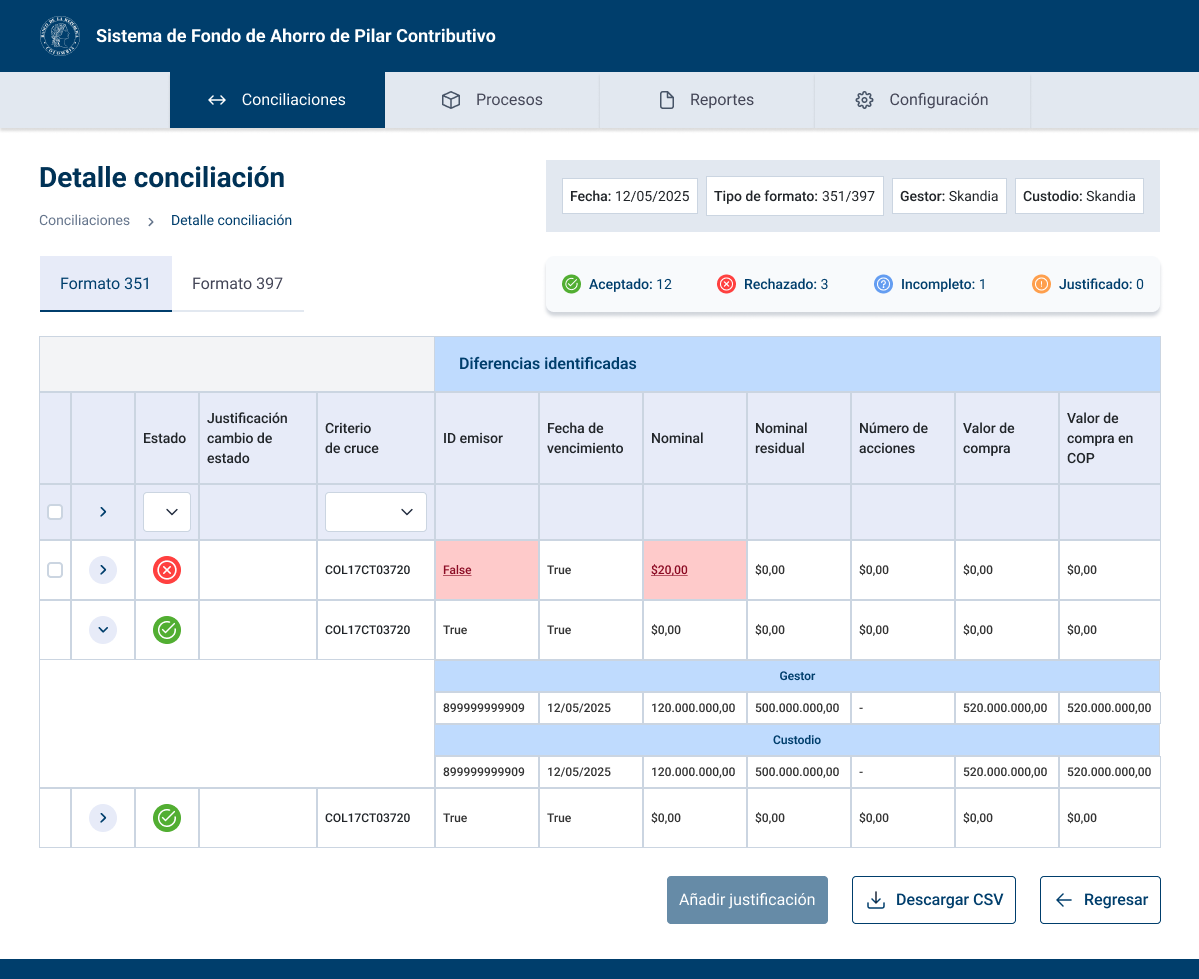 BANCO DE LA REPÚBLICA
COLOMBIA
Sistema de Fondo de Ahorro de Pilar Contributivo
Conciliaciones
Procesos
Reportes
Configuración
Detalle conciliación
Conciliaciones > Detalle conciliación
Fecha: 12/05/2025
Tipo de formato: 351/397
Gestor: Skandia
Custodio: Skandia
Formato 351
Formato 397
Aceptado: 12
Rechazado: 3
Incompleto: 1
Justificado: 0
Diferencias identificadas
Estado
Justificación
cambio de
estado
Criterio
de cruce
ID emisor
Fecha de
vencimiento
Nominal
Nominal
residual
Número de
acciones
Valor de
compra
Valor de
compra en
COP
COL17CT03720 False True $20,00 $0,00 $0,00 $0,00 $0,00
COL17CT03720 True True $0,00 $0,00 $0,00 $0,00 $0,00
Gestor
899999999909 12/05/2025 120.000.000,00 500.000.000,00 - 520.000.000,00 520.000.000,00
Custodio
899999999909 12/05/2025 120.000.000,00 500.000.000,00 - 520.000.000,00 520.000.000,00
COL17CT03720 True True $0,00 $0,00 $0,00 $0,00 $0,00
Añadir justificación
Descargar CSV
Regresar